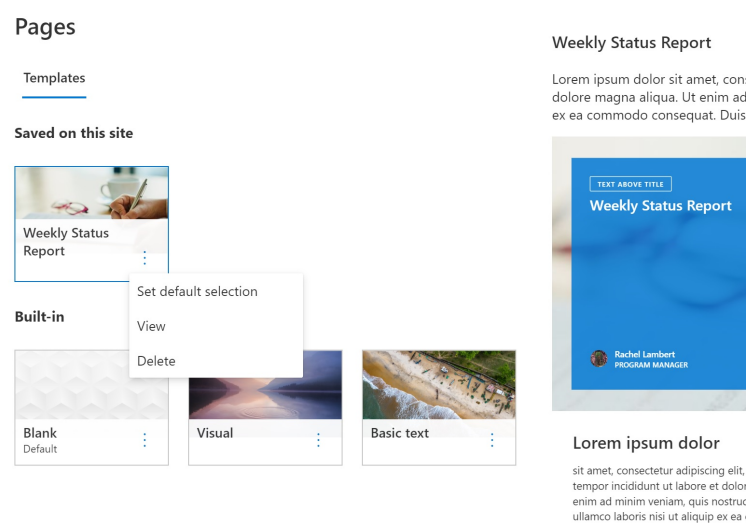 Pages
Templates
Saved on this site
Weekly Status
Report
Set default selection
View
Delete
Built-in
Blank
Default
Visual
Basic text
Weekly Status Report
Lorem ipsum dolor sit amet, cons
dolore magna aliqua. Ut enim ad
ex ea commodo consequat. Duis
TEXT ABOVE TITLE
Weekly Status Report
Rachel Lambert
PROGRAM MANAGER
Lorem ipsum dolor
sit amet, consectetur adipiscing elit,
tempor incididunt ut labore et dolor
enim ad minim veniam, quis nostrud
ullamco laboris nisi ut aliquip ex ea